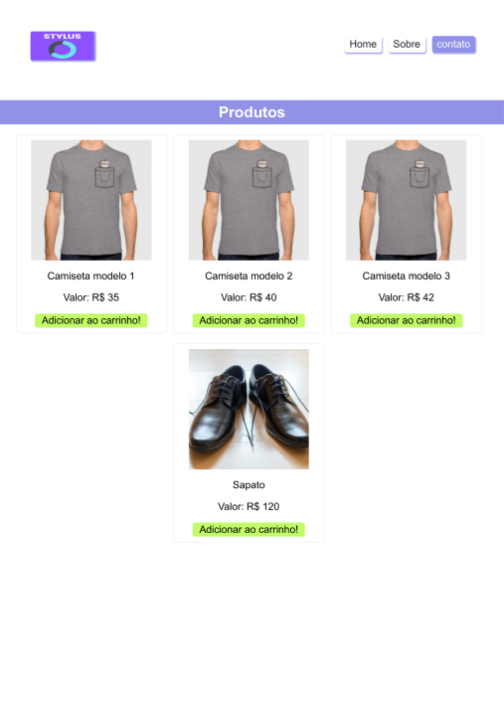 STYLUS
Home Sobre contato
Produtos
Camiseta modelo 1
Valor: R$ 35
Adicionar ao carrinho!
Camiseta modelo 2
Valor: R$ 40
Adicionar ao carrinho!
Camiseta modelo 3
Valor: R$ 42
Adicionar ao carrinho!
Sapato
Valor: R$ 120
Adicionar ao carrinho!